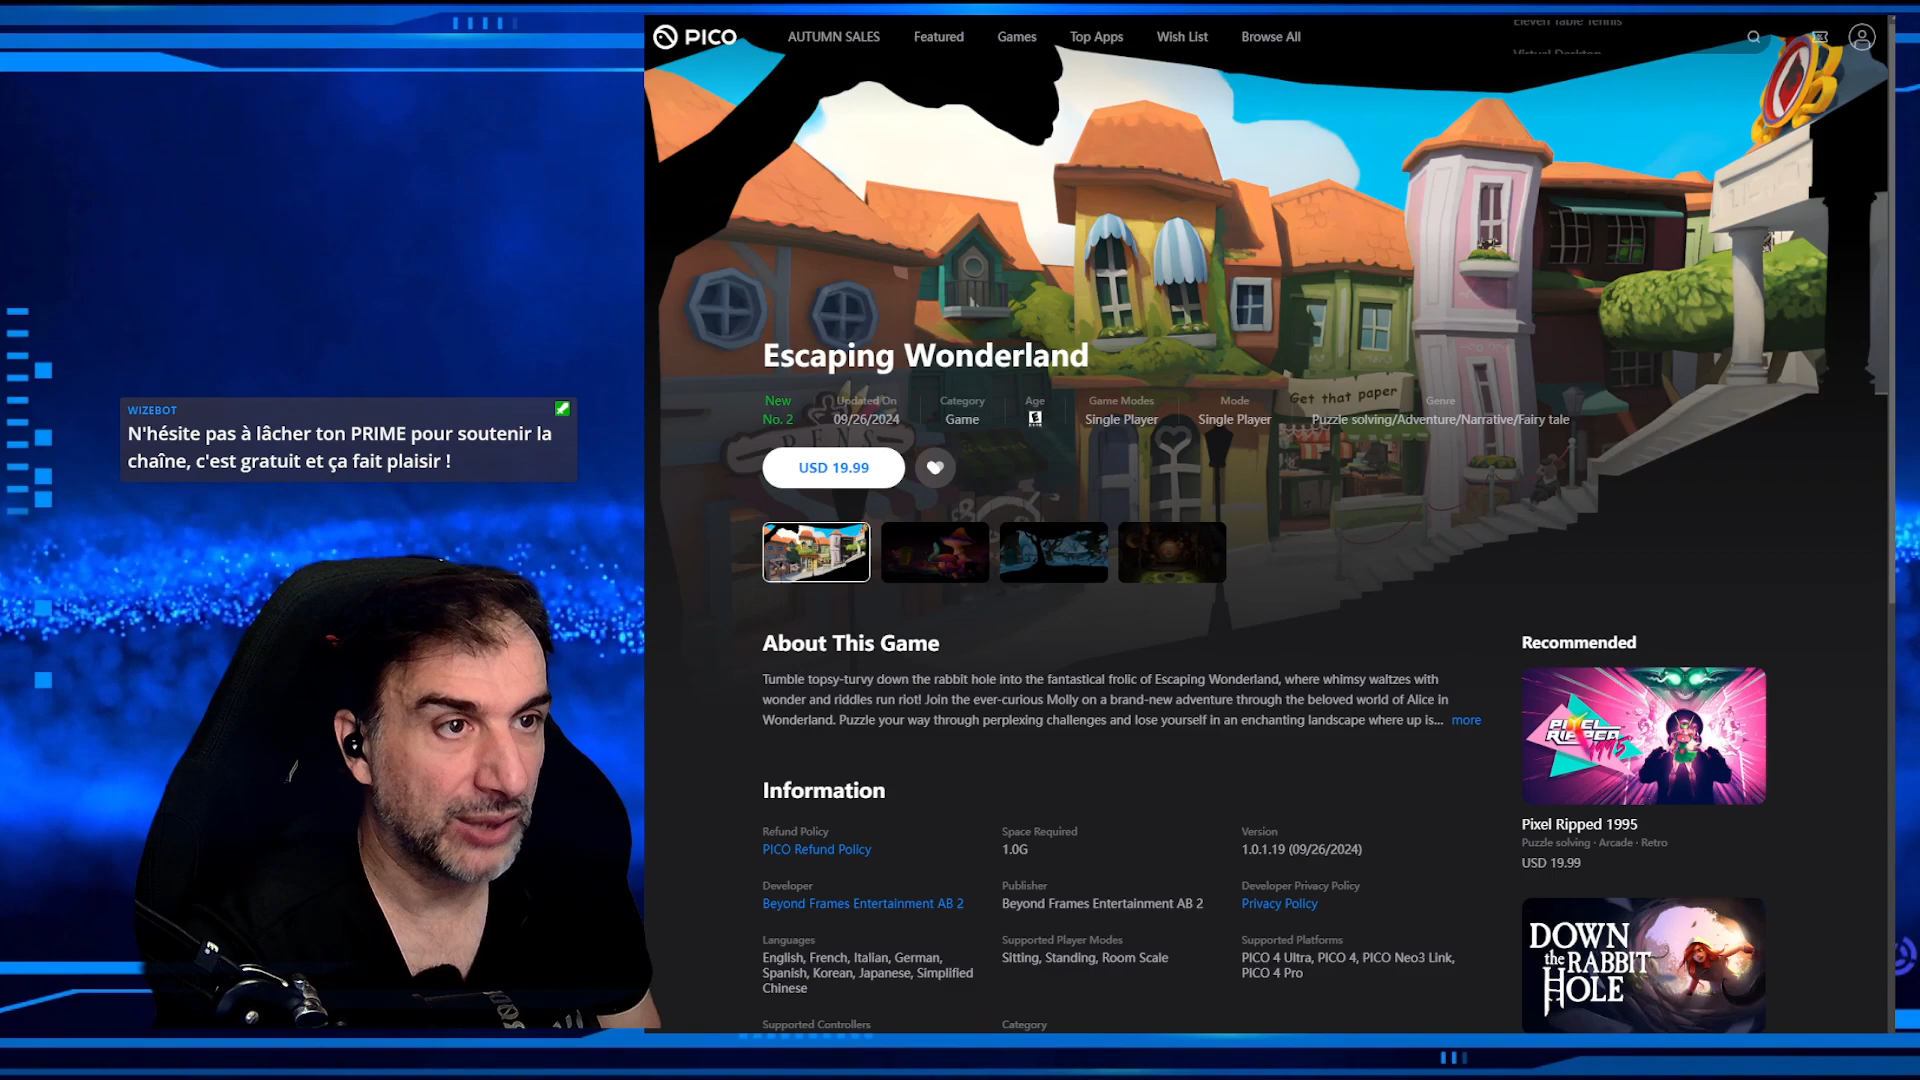 Eleven Table Tennis
PICO
AUTUMN SALES
Featured
Games
Top Apps
Wish List
Browse All
Virtual Desktop
Escaping Wonderland
New
No. 2
Updated On
09/26/2024
Category
Game
Age
E
Game Modes
Single Player
Mode
Single Player
Get that paper
Genre
Puzzle solving/Adventure/Narrative/Fairy tale
PENS
USD 19.99
WIZEBOT
N'hésite pas à lâcher ton PRIME pour soutenir la
chaîne, c'est gratuit et ça fait plaisir !
About This Game
Tumble topsy-turvy down the rabbit hole into the fantastical frolic of Escaping Wonderland, where whimsy waltzes with
wonder and riddles run riot! Join the ever-curious Molly on a brand-new adventure through the beloved world of Alice in
Wonderland. Puzzle your way through perplexing challenges and lose yourself in an enchanting landscape where up is... more
Information
Refund Policy
PICO Refund Policy
Space Required
1.0G
Version
1.0.1.19 (09/26/2024)
Developer
Beyond Frames Entertainment AB 2
Publisher
Beyond Frames Entertainment AB 2
Developer Privacy Policy
Privacy Policy
Languages
English, French, Italian, German,
Spanish, Korean, Japanese, Simplified
Chinese
Supported Player Modes
Sitting, Standing, Room Scale
Supported Platforms
PICO 4 Ultra, PICO 4, PICO Neo3 Link,
PICO 4 Pro
Supported Controllers
Category
Recommended
PIXEL
RIPPED
1995
Pixel Ripped 1995
Puzzle solving · Arcade · Retro
USD 19.99
DOWN
the RABBIT
HOLE